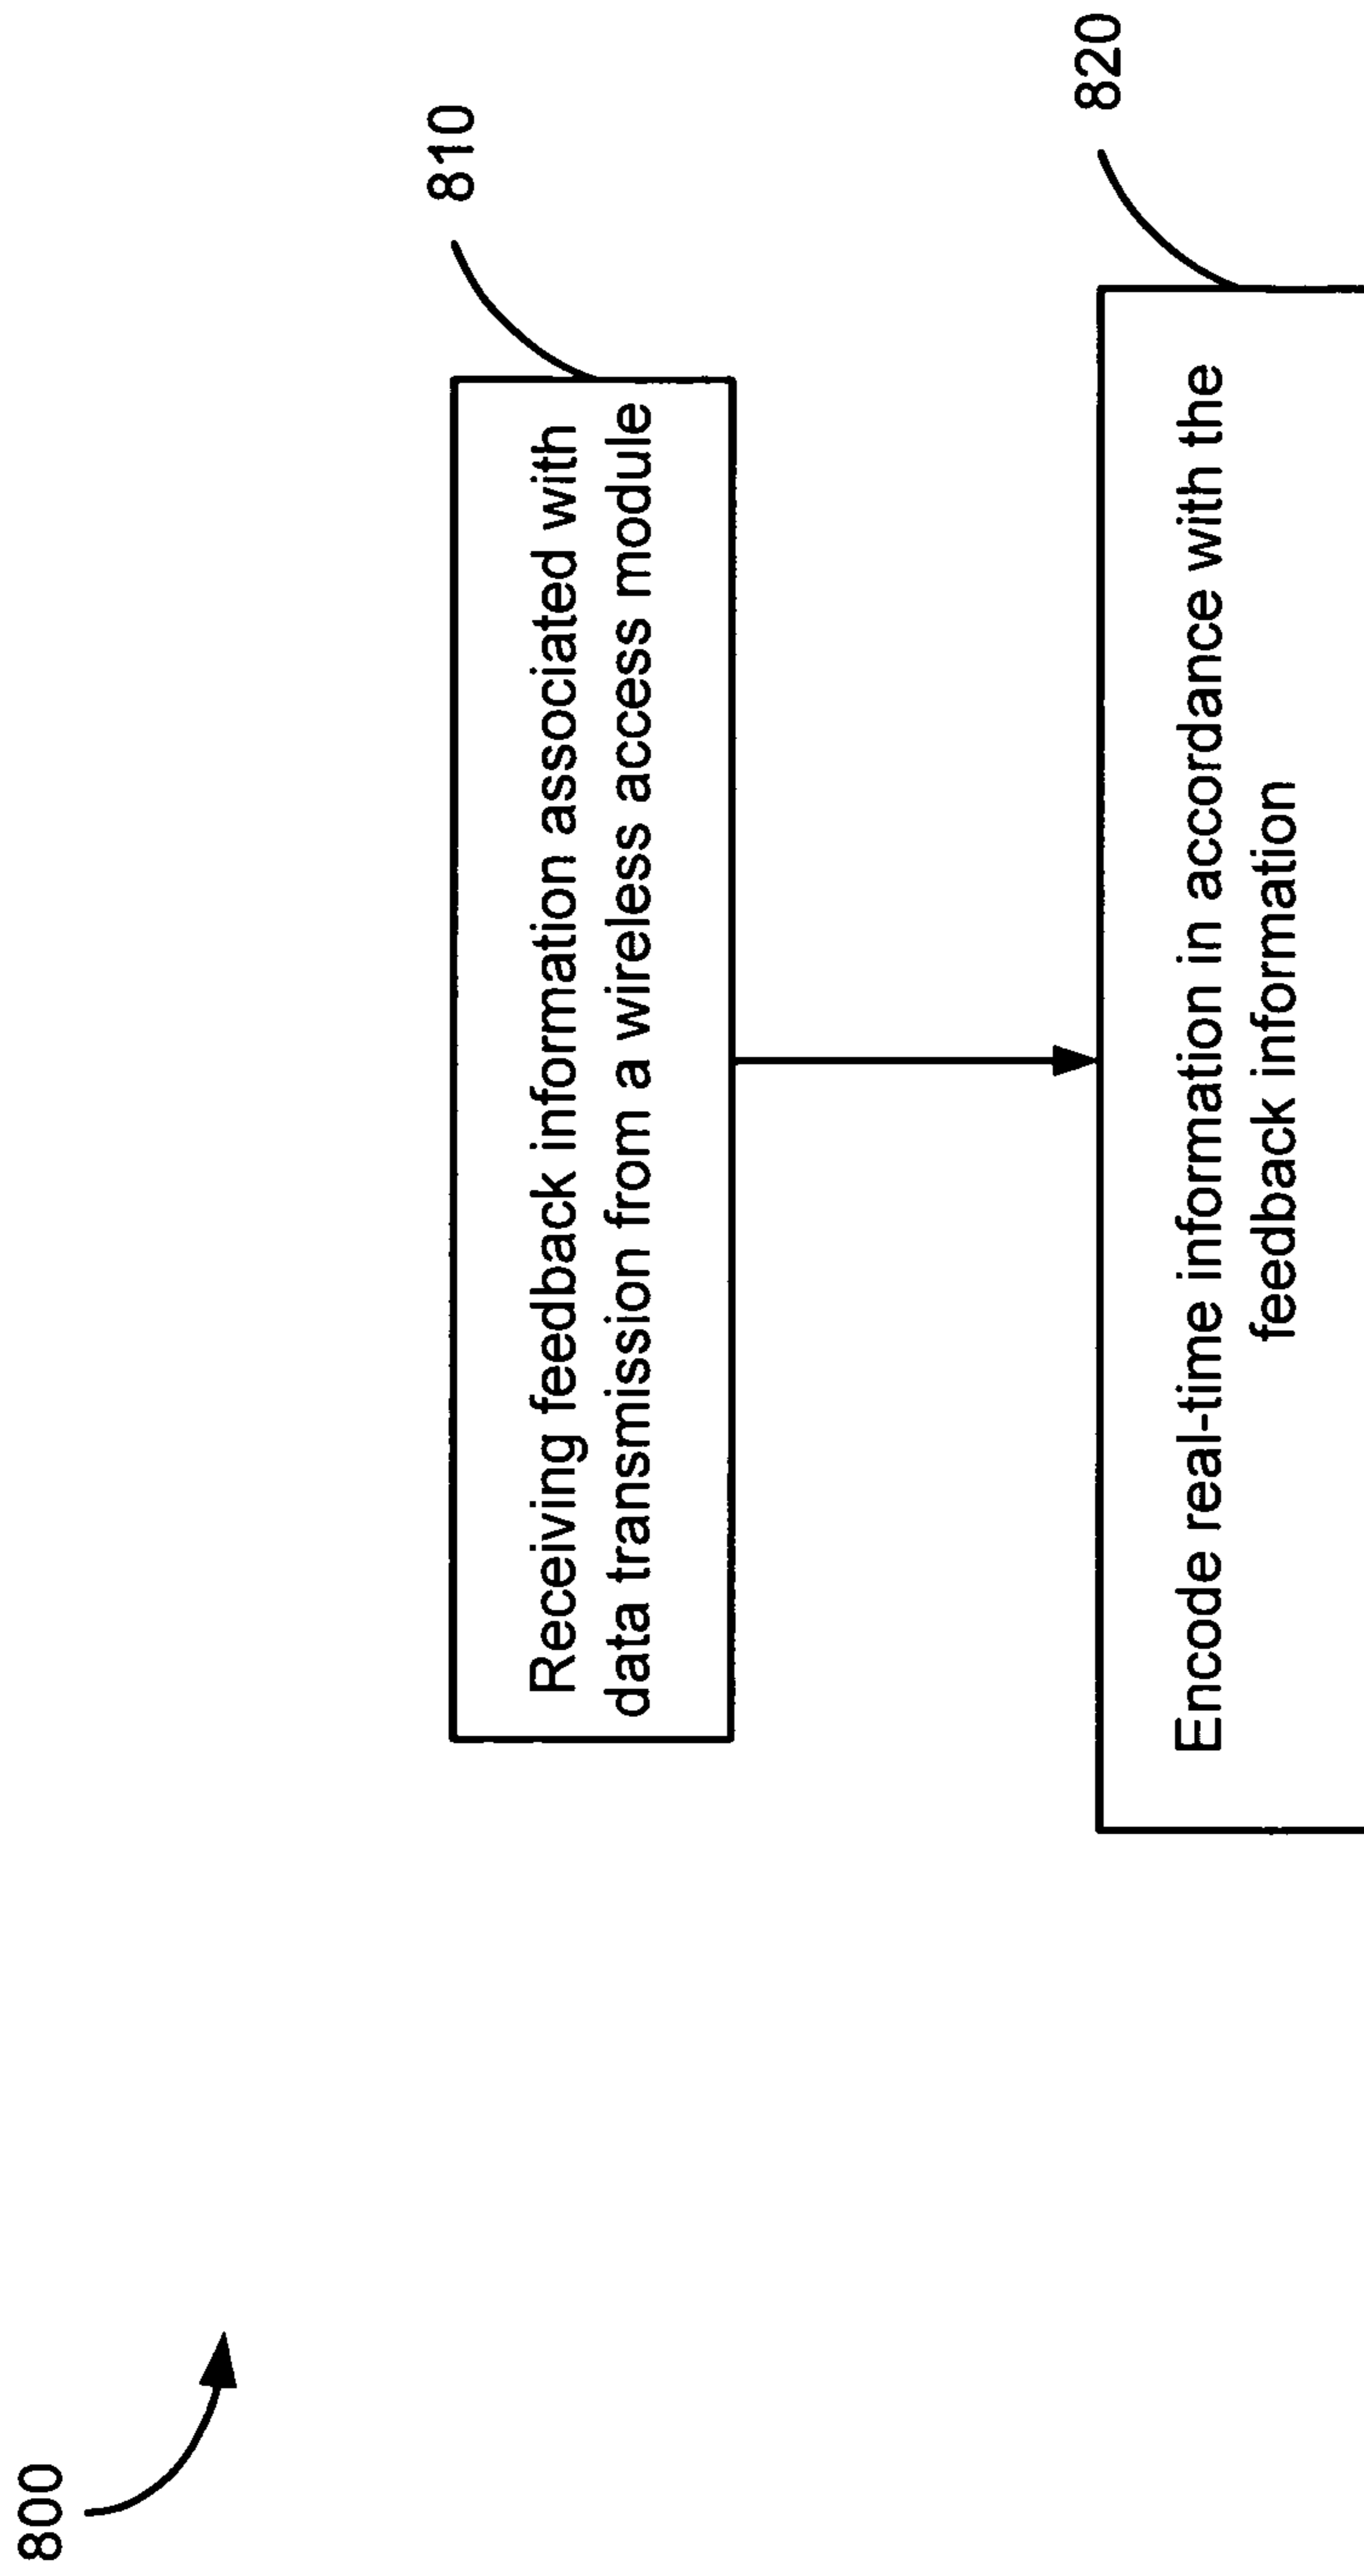 800
810
Receiving feedback information associated with
data transmission from a wireless access module
820
Encode real-time information in accordance with the
feedback information